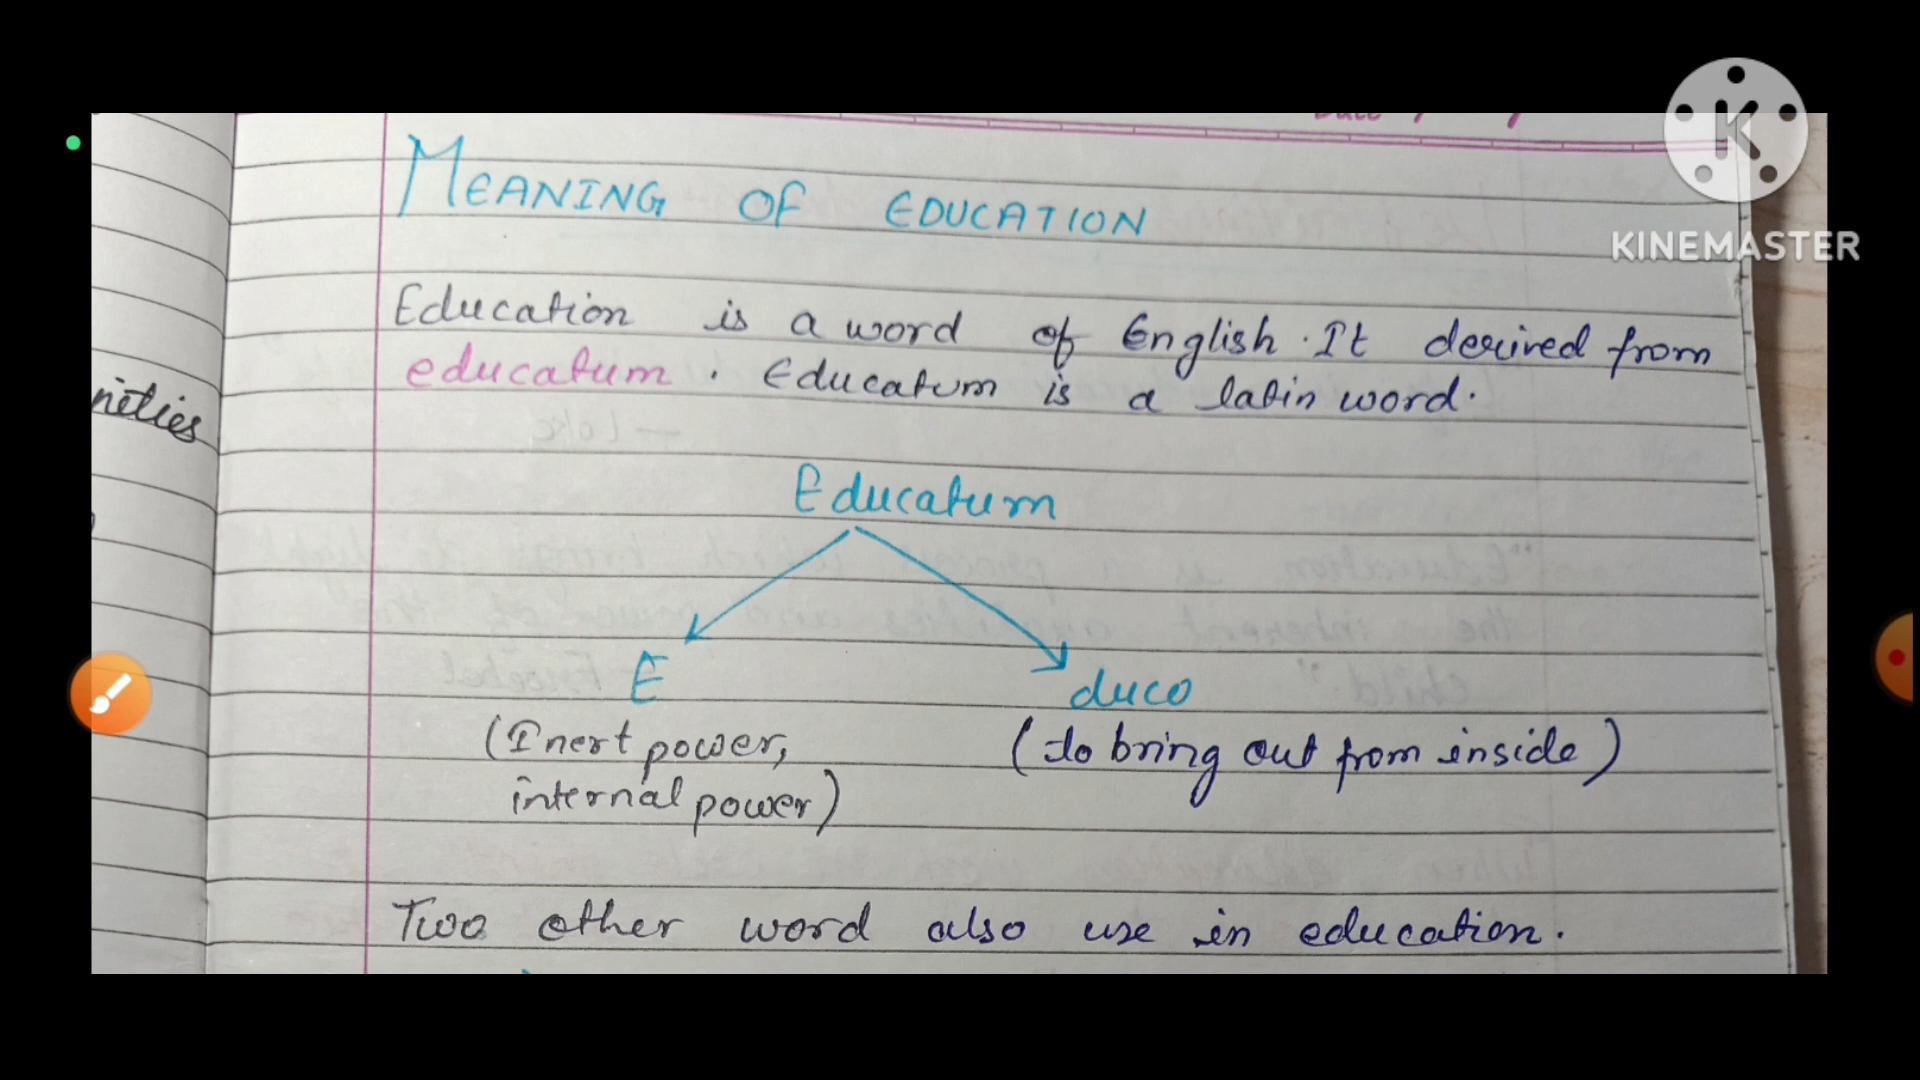 MEANING OF EDUCATION
Education is a word of English. It derived from
educatum. Educatum is a latin word.
Educatum
E duco
(Inert power, (to bring out from inside)
internal power)
Two other word also use in education.
neties
K
KINEMASTER